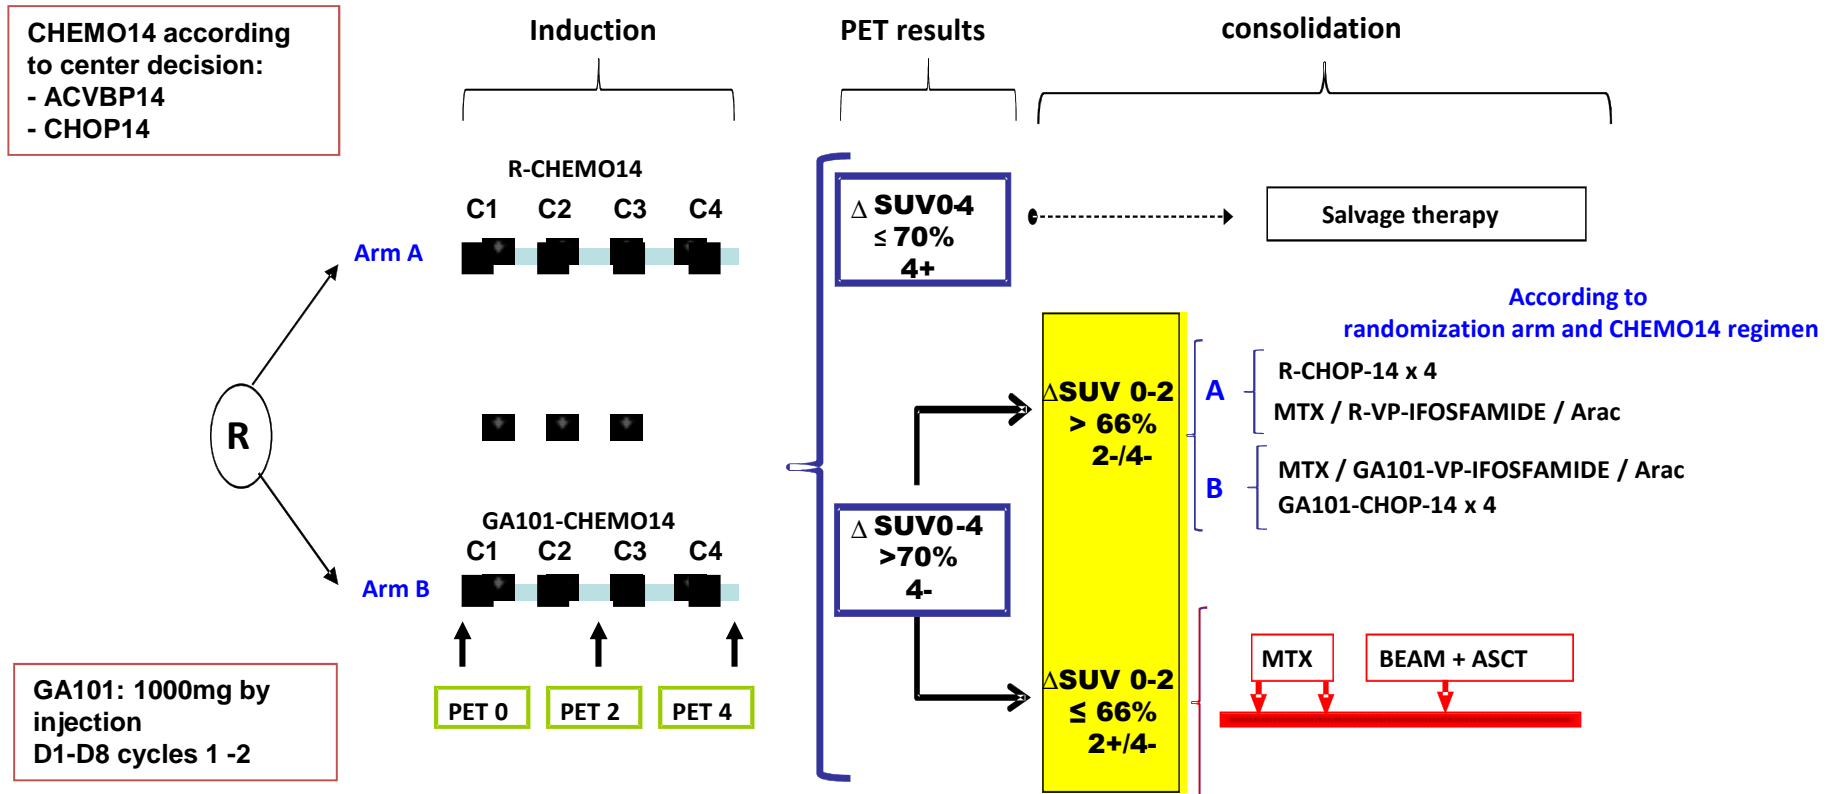 CHEMO14 according
to center decision:
- ACVBP14
- CHOP14
Induction
PET results
consolidation
R-CHEMO14
C1 C2 C3 C4
Arm A
Δ SUV0-4
≤ 70%
4+
Salvage therapy
According to
randomization arm and CHEMO14 regimen
R
ΔSUV 0-2
> 66%
2-/4-
A
R-CHOP-14 x 4
MTX / R-VP-IFOSFAMIDE / Arac
B
MTX / GA101-VP-IFOSFAMIDE / Arac
GA101-CHOP-14 x 4
GA101-CHEMO14
C1 C2 C3 C4
Arm B
Δ SUV0-4
>70%
4-
PET 0
PET 2
PET 4
ΔSUV 0-2
≤ 66%
2+/4-
MTX
BEAM + ASCT
GA101: 1000mg by
injection
D1-D8 cycles 1 -2